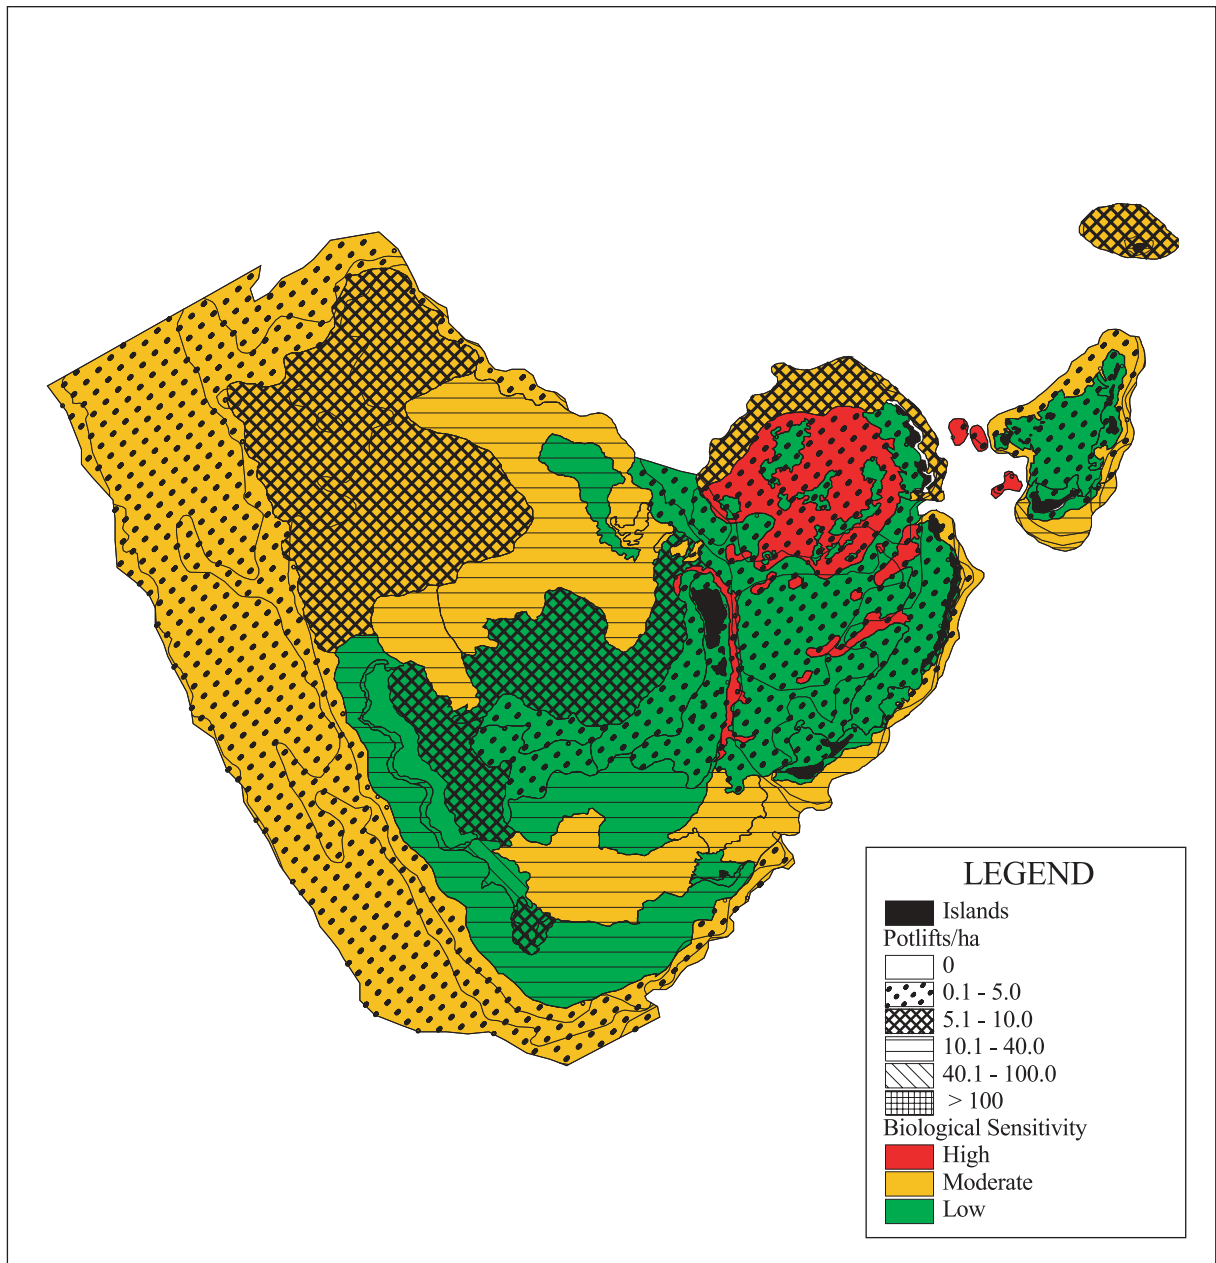 LEGEND
Islands
Potlifts/ha
0
0.1 - 5.0
5.1 - 10.0
10.1 - 40.0
40.1 - 100.0
> 100
Biological Sensitivity
High
Moderate
Low